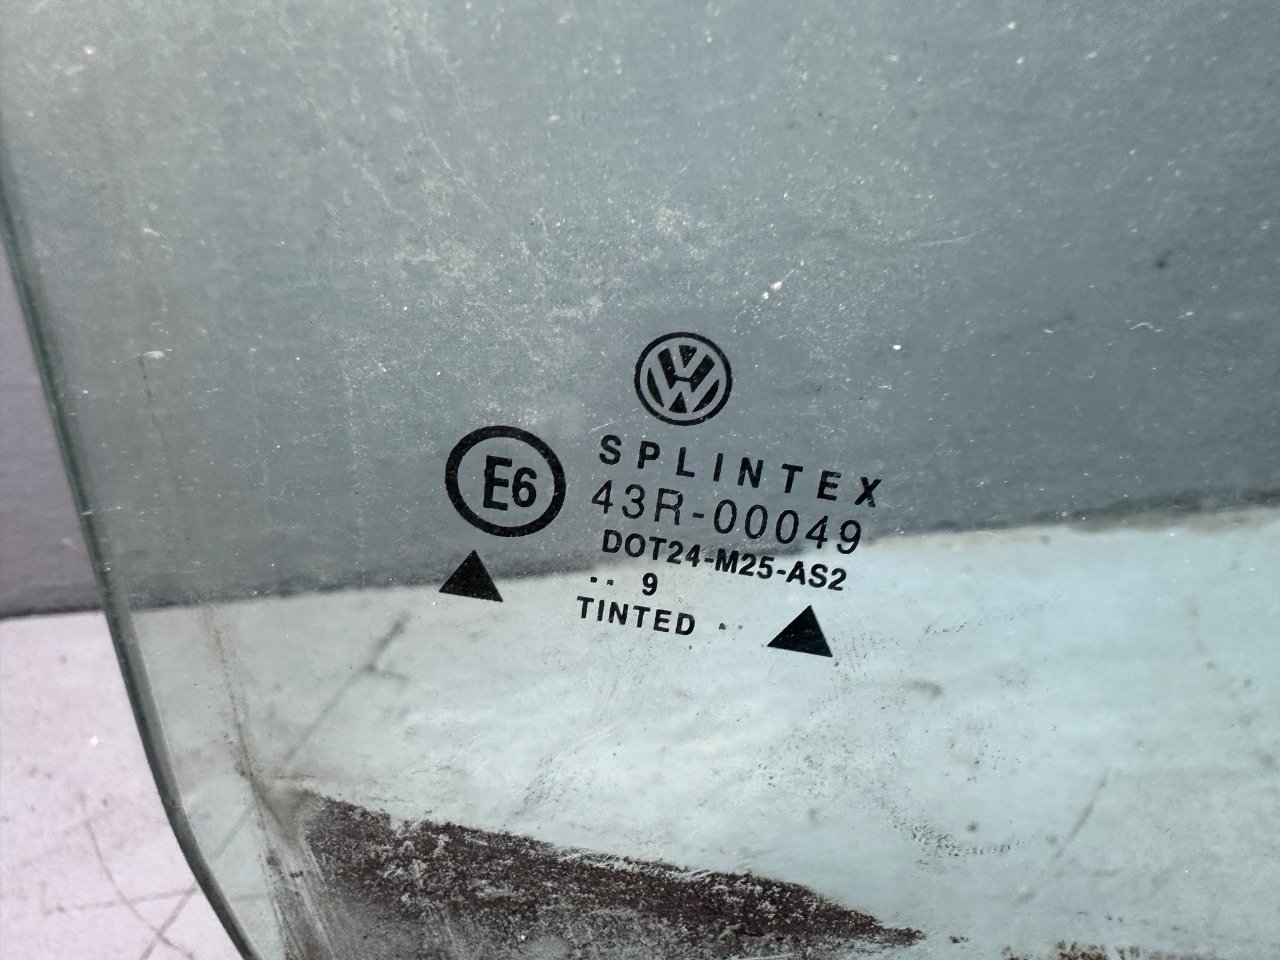 SPLINTEX
E6
43R-00049
DOT24-M25-AS2
.. 9
TINTED ..